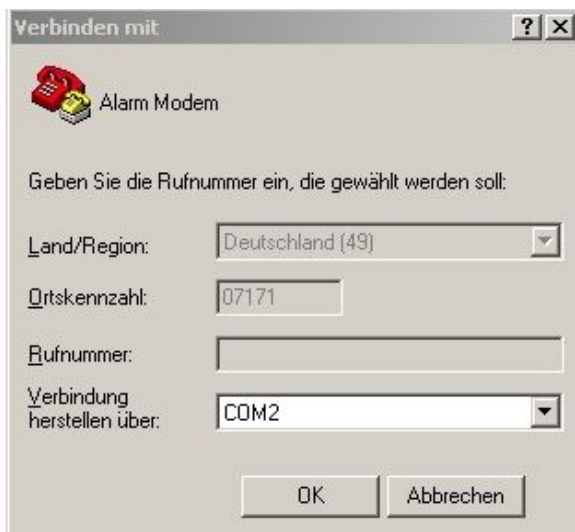 Verbinden mit
Alarm Modem
Geben Sie die Rufnummer ein, die gewählt werden soll:
Land/Region: Deutschland (49)
Ortskennzahl: 07171
Rufnummer:
Verbindung
herstellen über: COM2
OK Abbrechen